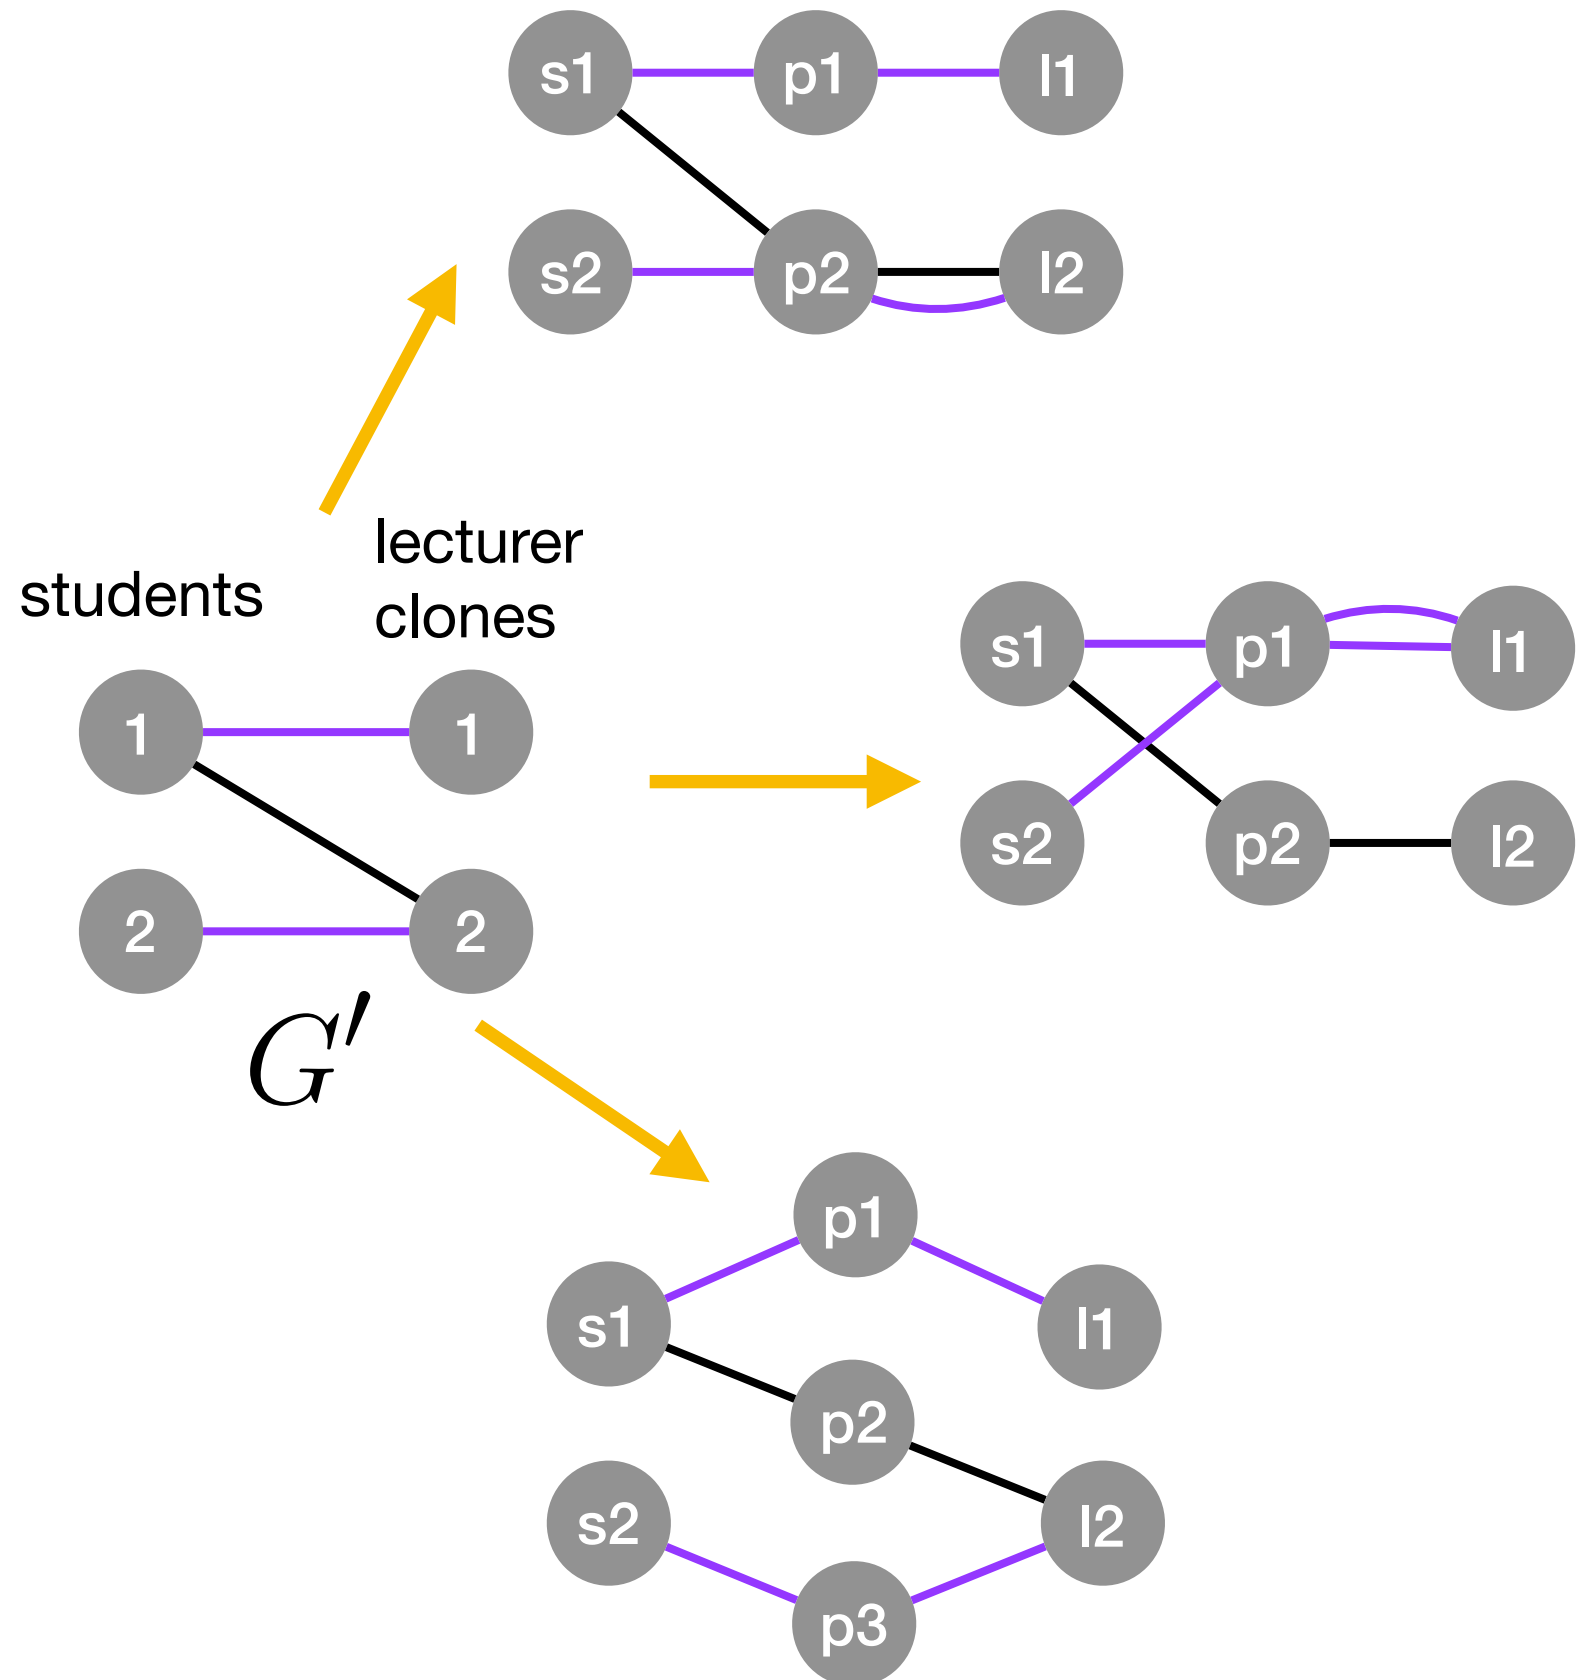 s1 p1 l1
s2 p2 l2
students
lecturer
clones
1 1
2 2
G′
s1 p1 l1
s2 p2 l2
p1
s1 l1
p2
s2 l2
p3